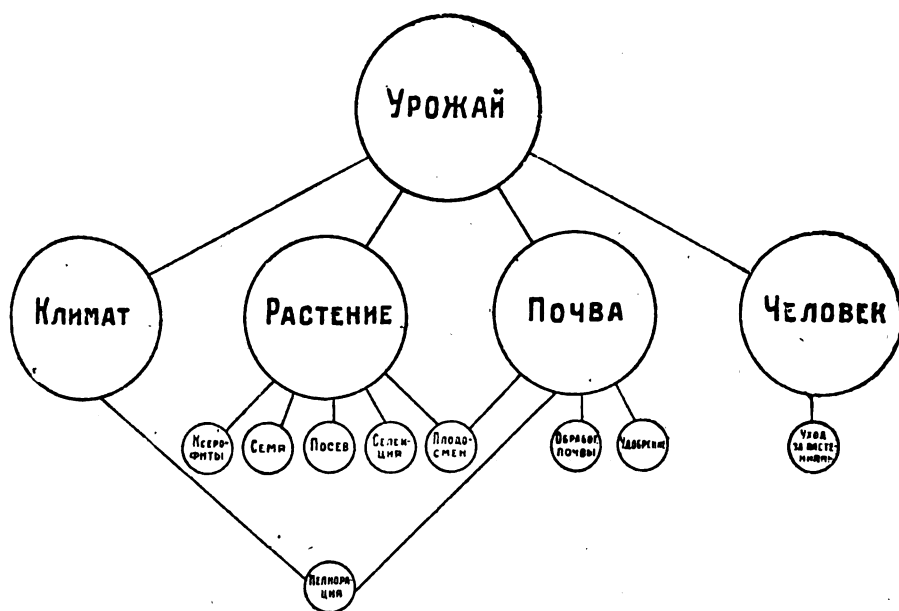 Урожай
Климат
Растение
Почва
Человек
Ксеро-
фиты
Семя
Посев
Селек-
ция
Плодо-
смен
Обработ.
почвы
Удобрение
Уход
за расте-
ниями
Мелиора-
ция